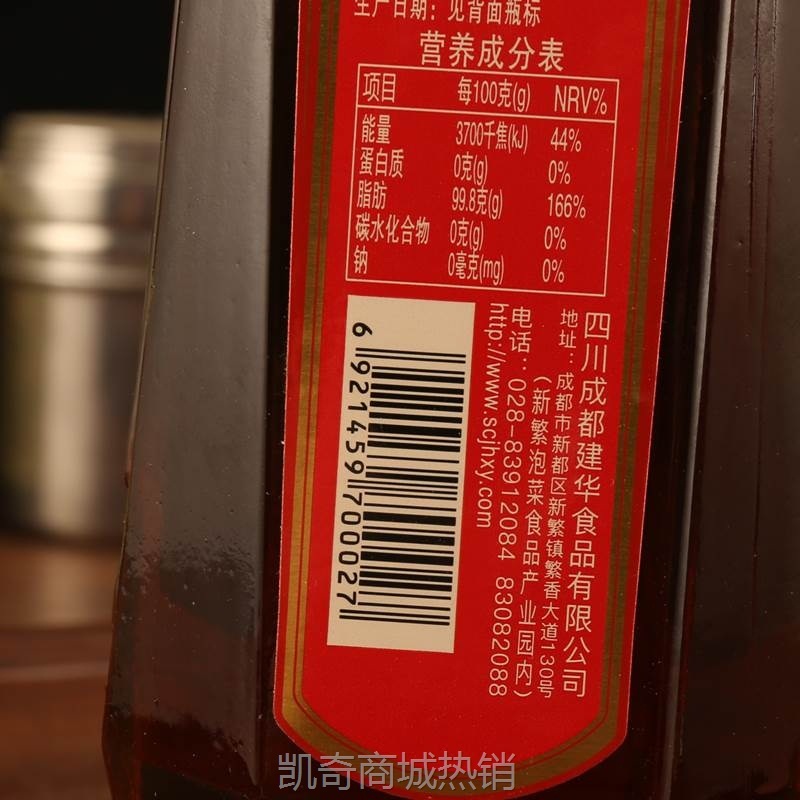 生产日期：见背面瓶标
营养成分表
项目 每100克(g) NRV%
能量 3700千焦(kJ) 44%
蛋白质 0克(g) 0%
脂肪 99.8克(g) 166%
碳水化合物 0克(g) 0%
钠 0毫克(mg) 0%
四川成都建华食品有限公司
地址：成都市新都区新繁镇繁香大道130号
（新繁泡菜食品产业园内）
电话：028-83912084 83082088
http://www.scjhxy.com
6921459700027
凯奇商城热销